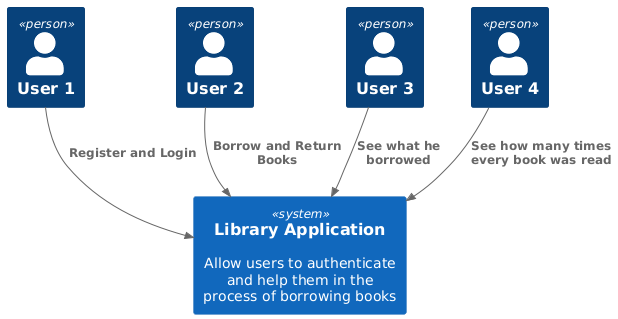 «person»
User 1
«person»
User 2
«person»
User 3
«person»
User 4
Register and Login
Borrow and Return
Books
See what he
borrowed
See how many times
every book was read
«system»
Library Application
Allow users to authenticate
and help them in the
process of borrowing books